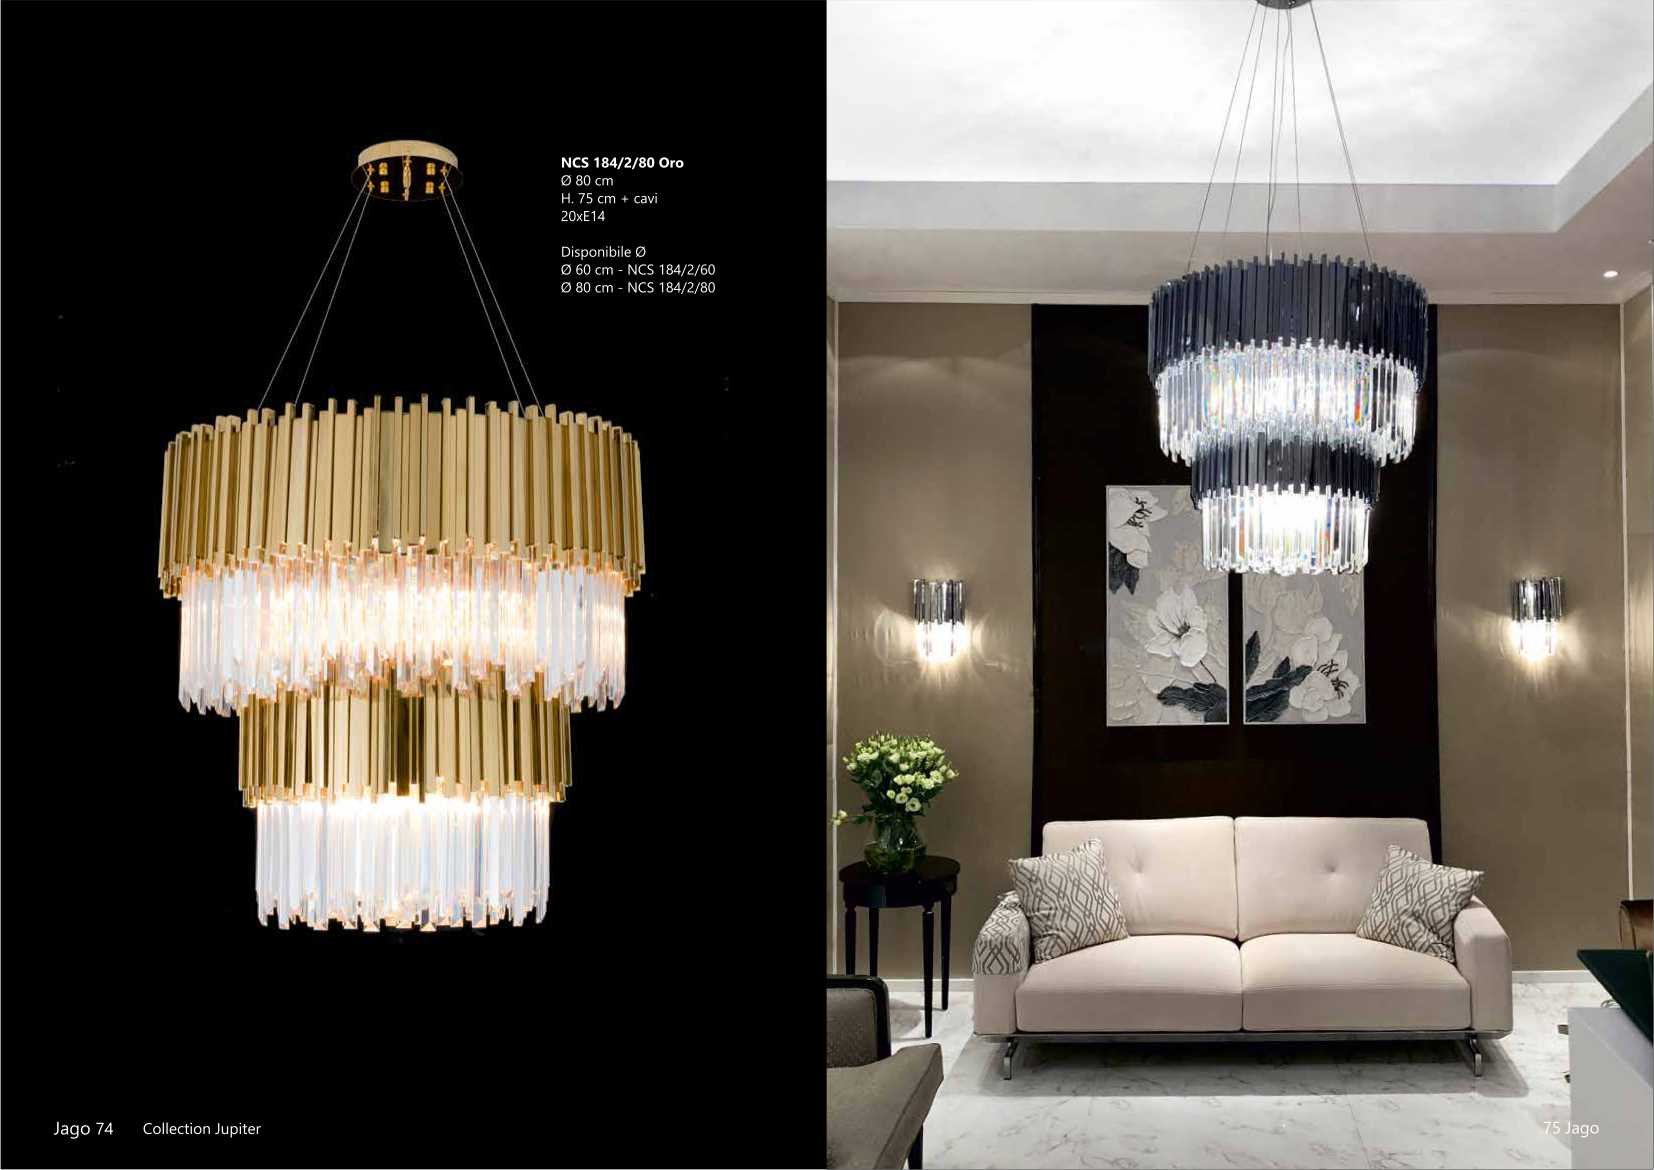 NCS 184/2/80 Oro
Ø 80 cm
H. 75 cm + cavi
20xE14
Disponibile Ø
Ø 60 cm - NCS 184/2/60
Ø 80 cm - NCS 184/2/80
Jago 74 Collection Jupiter
75 Jago